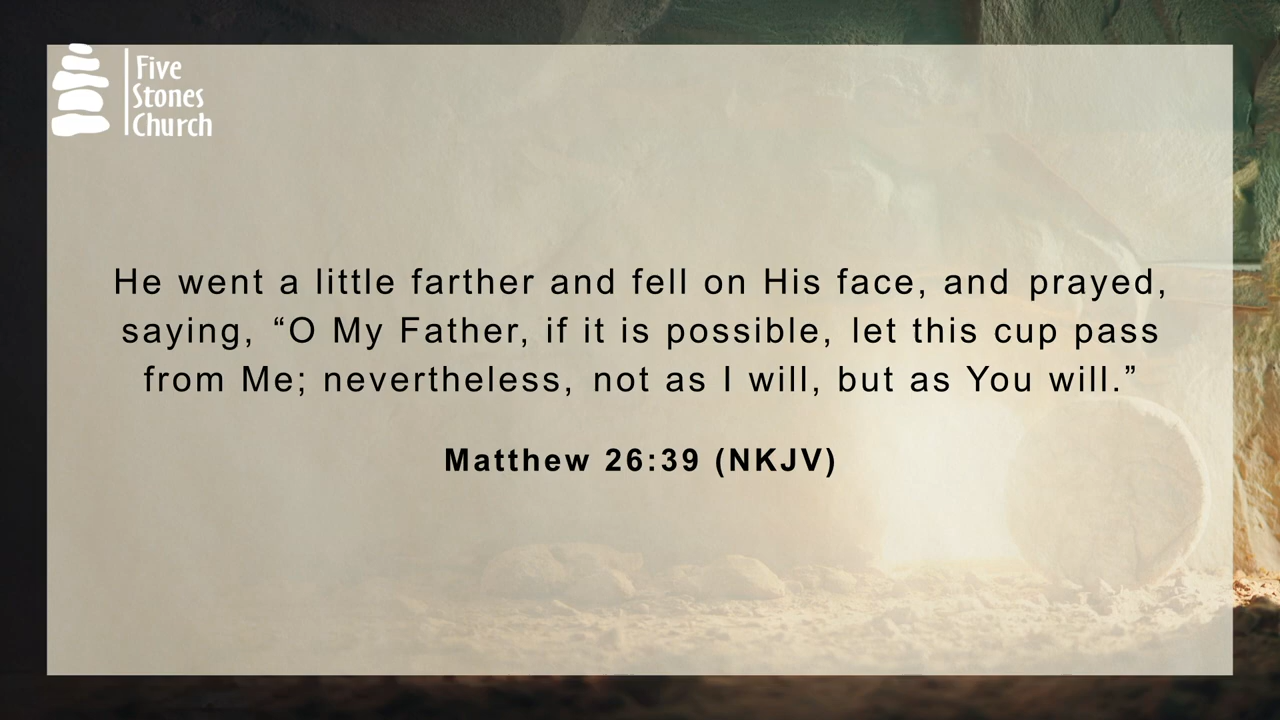 Five
Stones
Church
He went a little farther and fell on His face, and prayed,
saying, “O My Father, if it is possible, let this cup pass
from Me; nevertheless, not as I will, but as You will.”
Matthew 26:39 (NKJV)